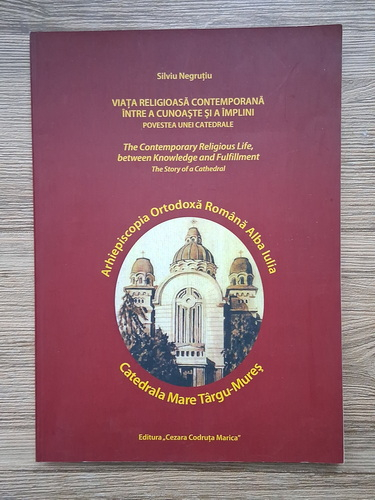 Silviu Negruțiu
VIAȚA RELIGIOASĂ CONTEMPORANĂ
ÎNTRE A CUNOAȘTE ȘI A ÎMPLINI
POVESTEA UNEI CATEDRALE
The Contemporary Religious Life,
between Knowledge and Fulfillment
The Story of a Cathedral
Arhiepiscopia Ortodoxă Română Alba Iulia
Catedrala Mare Târgu-Mureș
Editura „Cezara Codruța Marica"